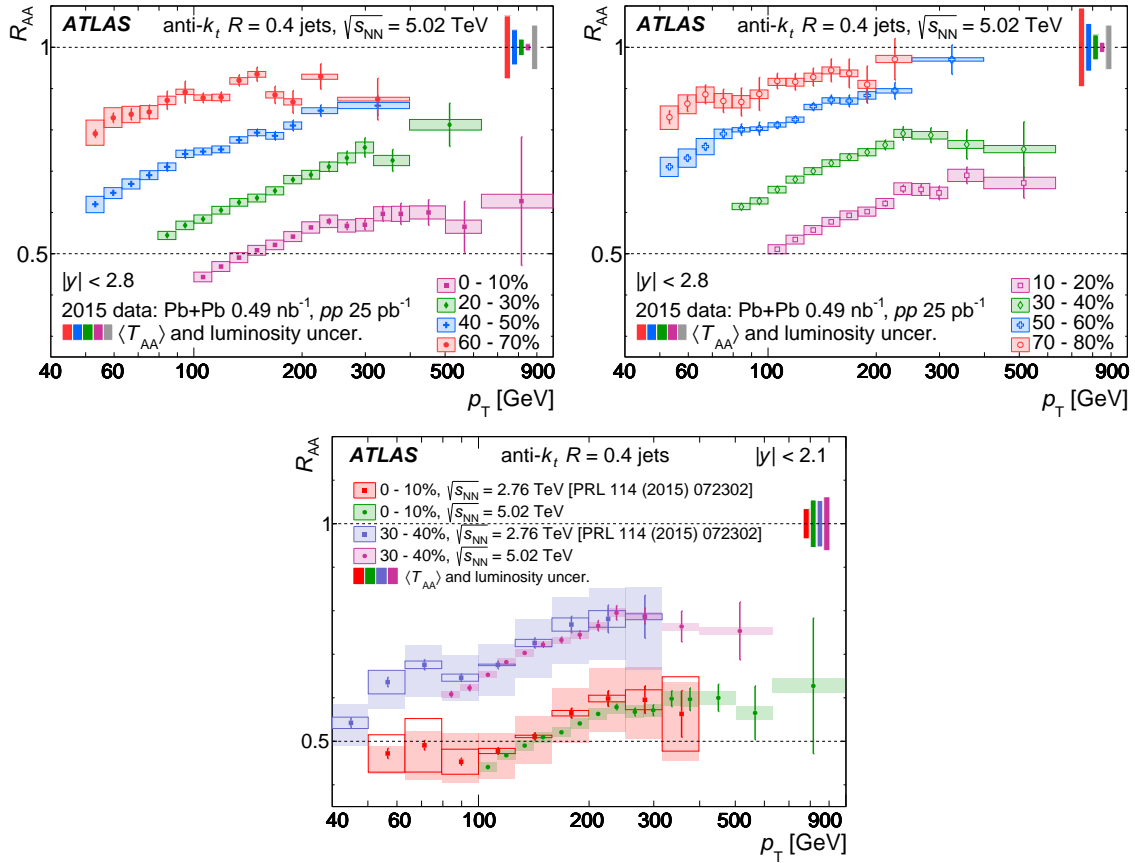 R_AA
ATLAS anti-k_t R = 0.4 jets, √s_NN = 5.02 TeV
1
0.5
|y| < 2.8
2015 data: Pb+Pb 0.49 nb⁻¹, pp 25 pb⁻¹
⟨T_AA⟩ and luminosity uncer.
0 - 10%
20 - 30%
40 - 50%
60 - 70%
40 60 100 200 300 500 900
p_T [GeV]
R_AA
ATLAS anti-k_t R = 0.4 jets, √s_NN = 5.02 TeV
1
0.5
|y| < 2.8
2015 data: Pb+Pb 0.49 nb⁻¹, pp 25 pb⁻¹
⟨T_AA⟩ and luminosity uncer.
10 - 20%
30 - 40%
50 - 60%
70 - 80%
40 60 100 200 300 500 900
p_T [GeV]
R_AA
ATLAS anti-k_t R = 0.4 jets |y| < 2.1
0 - 10%, √s_NN = 2.76 TeV [PRL 114 (2015) 072302]
0 - 10%, √s_NN = 5.02 TeV
30 - 40%, √s_NN = 2.76 TeV [PRL 114 (2015) 072302]
30 - 40%, √s_NN = 5.02 TeV
⟨T_AA⟩ and luminosity uncer.
1
0.5
40 60 100 200 300 500 900
p_T [GeV]